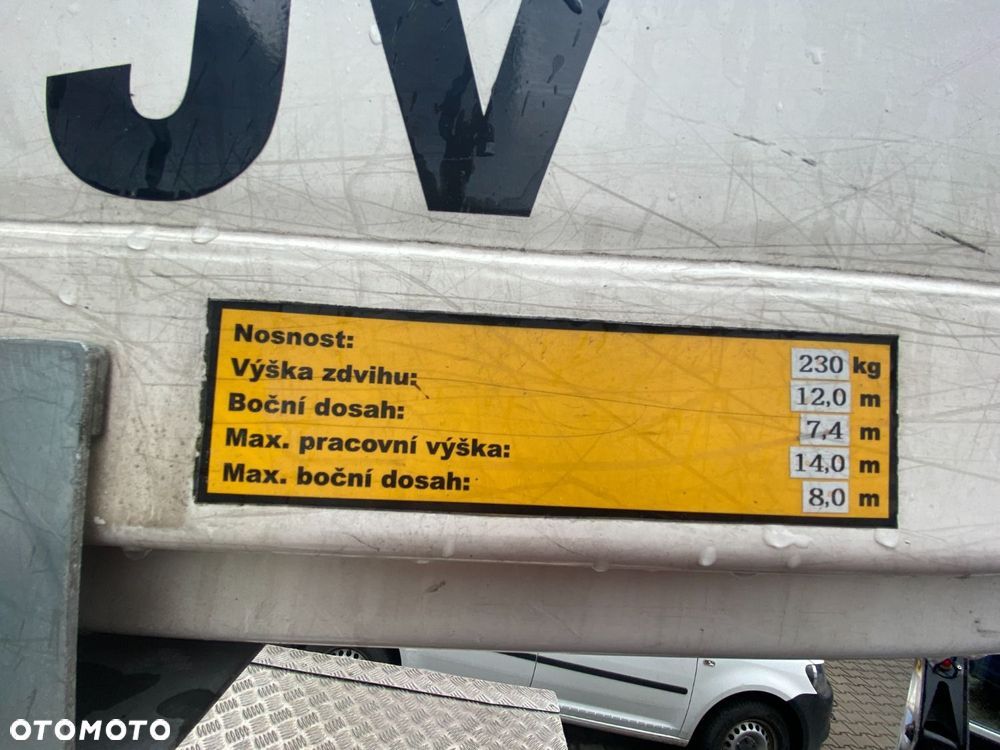 JV
Nosnost: 230 kg
Výška zdvihu: 12,0 m
Boční dosah: 7,4 m
Max. pracovní výška: 14,0 m
Max. boční dosah: 8,0 m
OTOMOTO